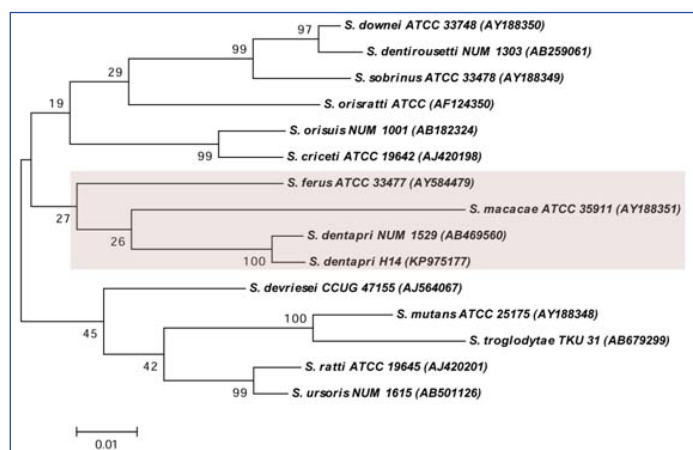 S. downei ATCC 33748 (AY188350)
97
S. dentirousetti NUM 1303 (AB259061)
99
S. sobrinus ATCC 33478 (AY188349)
29
S. orisratti ATCC (AF124350)
19
S. orisuis NUM 1001 (AB182324)
99
S. criceti ATCC 19642 (AJ420198)
S. ferus ATCC 33477 (AY584479)
27
S. macacae ATCC 35911 (AY188351)
26
S. dentapri NUM 1529 (AB469560)
100
S. dentapri H14 (KP975177)
S. devriesei CCUG 47155 (AJ564067)
45
S. mutans ATCC 25175 (AY188348)
100
S. troglodytae TKU 31 (AB679299)
42
S. ratti ATCC 19645 (AJ420201)
99
S. ursoris NUM 1615 (AB501126)
0.01